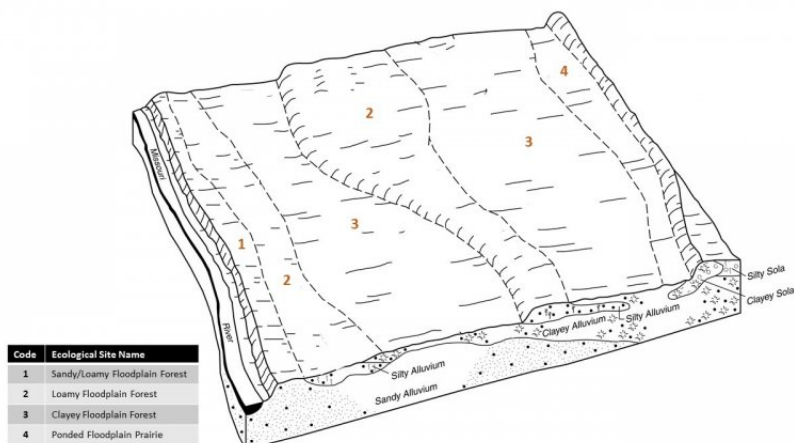 4
2
3
3
1
2
Missouri
River
Silty Sola
Clayey Sola
Clayey Alluvium
Silty Alluvium
Silty Alluvium
Sandy Alluvium
Code Ecological Site Name
1 Sandy/Loamy Floodplain Forest
2 Loamy Floodplain Forest
3 Clayey Floodplain Forest
4 Ponded Floodplain Prairie